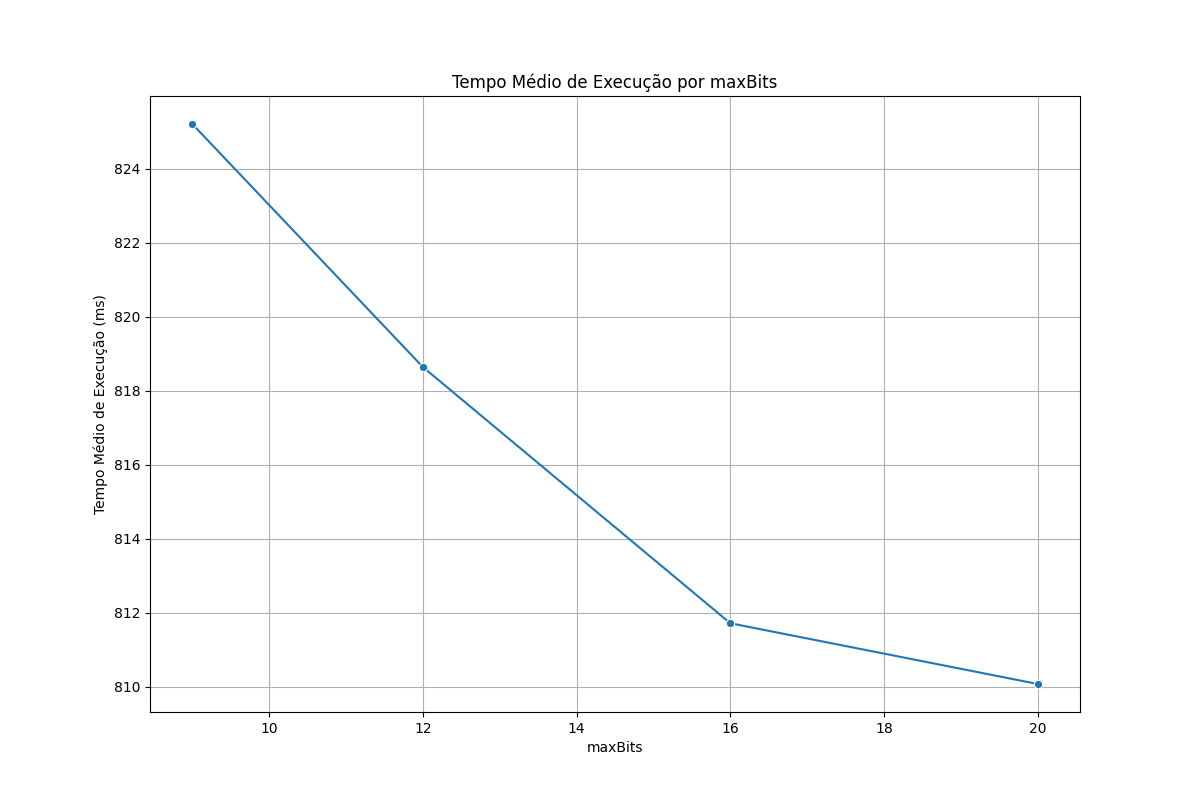 Tempo Médio de Execução por maxBits
Tempo Médio de Execução (ms)
824
822
820
818
816
814
812
810
10 12 14 16 18 20
maxBits